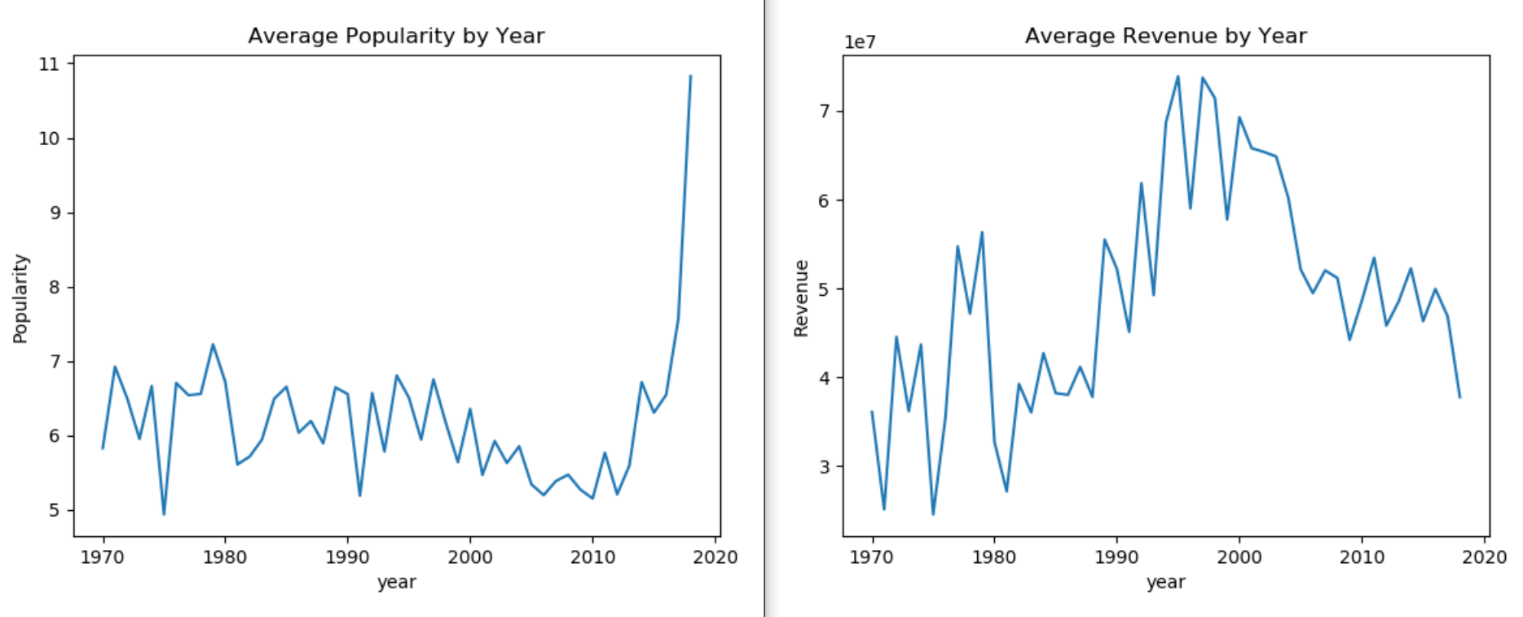 Average Popularity by Year
11
10
9
8
7
6
5
Popularity
1970 1980 1990 2000 2010 2020
year
Average Revenue by Year
1e7
7
6
5
4
3
Revenue
1970 1980 1990 2000 2010 2020
year